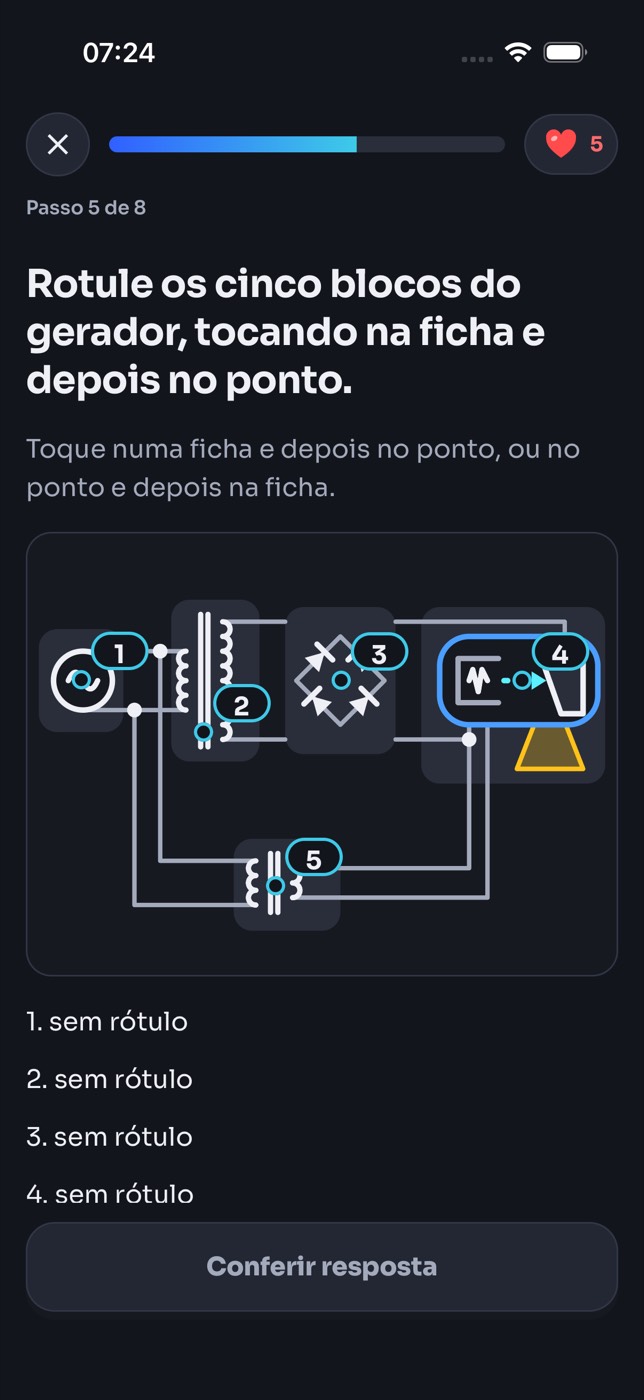 07:24
5
Passo 5 de 8
Rotule os cinco blocos do
gerador, tocando na ficha e
depois no ponto.
Toque numa ficha e depois no ponto, ou no
ponto e depois na ficha.
1
2
3
4
5
1. sem rótulo
2. sem rótulo
3. sem rótulo
4. sem rótulo
Conferir resposta